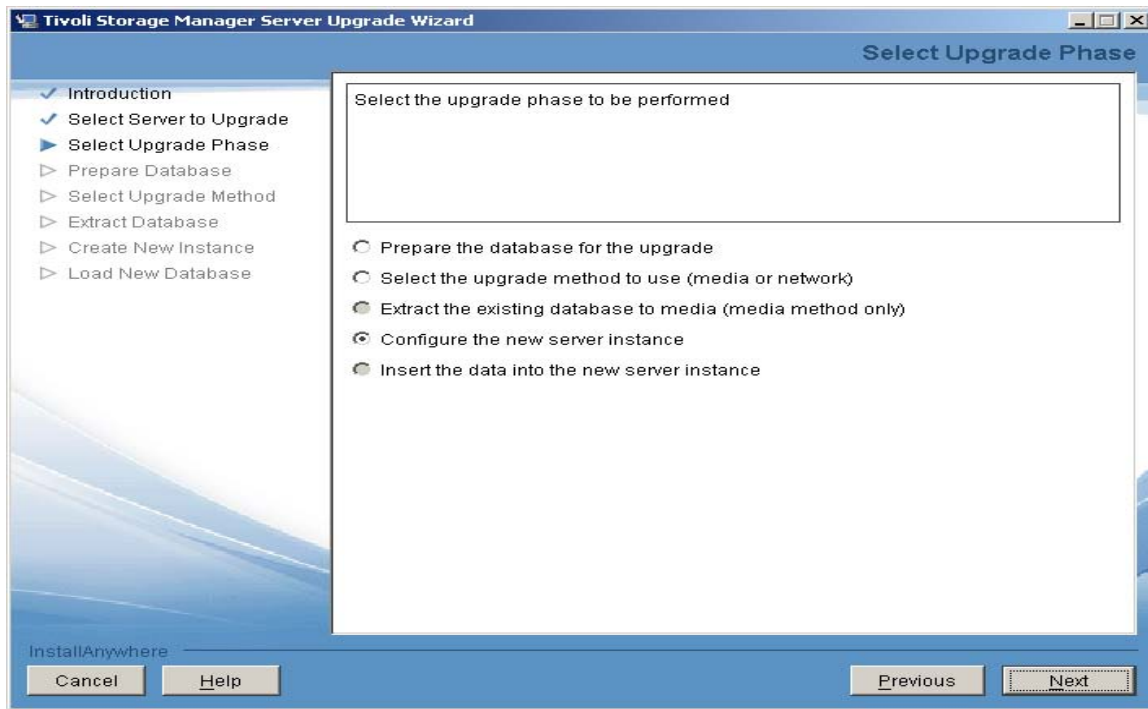 Tivoli Storage Manager Server Upgrade Wizard
Select Upgrade Phase
Introduction
Select Server to Upgrade
Select Upgrade Phase
Prepare Database
Select Upgrade Method
Extract Database
Create New Instance
Load New Database
Select the upgrade phase to be performed
Prepare the database for the upgrade
Select the upgrade method to use (media or network)
Extract the existing database to media (media method only)
Configure the new server instance
Insert the data into the new server instance
InstallAnywhere
Cancel
Help
Previous
Next